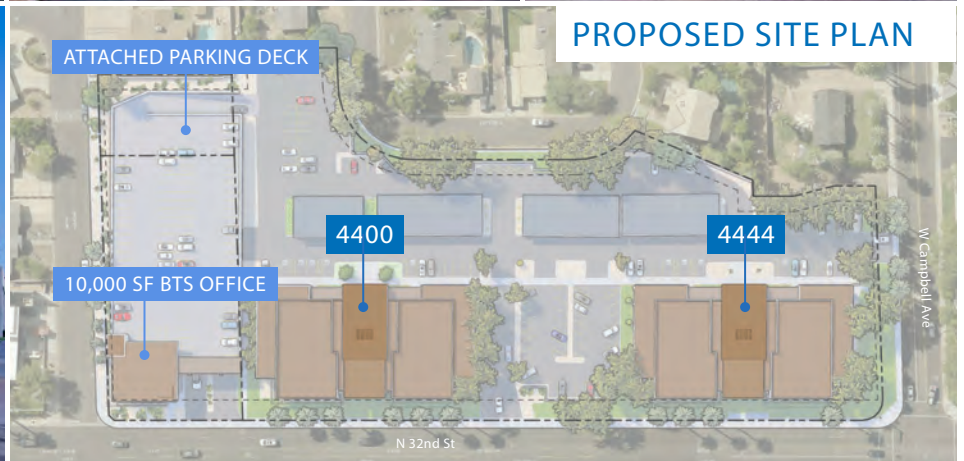 PROPOSED SITE PLAN
ATTACHED PARKING DECK
4400
4444
10,000 SF BTS OFFICE
W Campbell Ave
N 32nd St